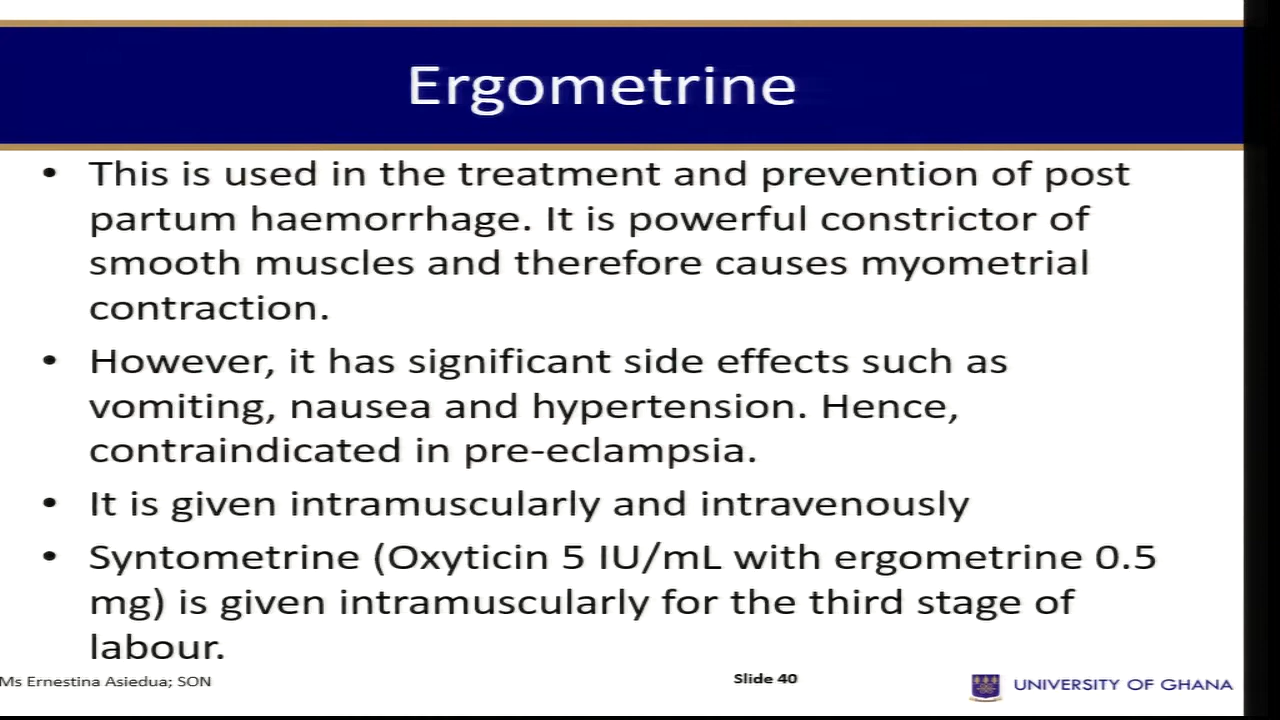 Ergometrine
• This is used in the treatment and prevention of post
partum haemorrhage. It is powerful constrictor of
smooth muscles and therefore causes myometrial
contraction.
• However, it has significant side effects such as
vomiting, nausea and hypertension. Hence,
contraindicated in pre-eclampsia.
• It is given intramuscularly and intravenously
• Syntometrine (Oxyticin 5 IU/mL with ergometrine 0.5
mg) is given intramuscularly for the third stage of
labour.
Ms Ernestina Asiedua; SON
Slide 40
UNIVERSITY OF GHANA